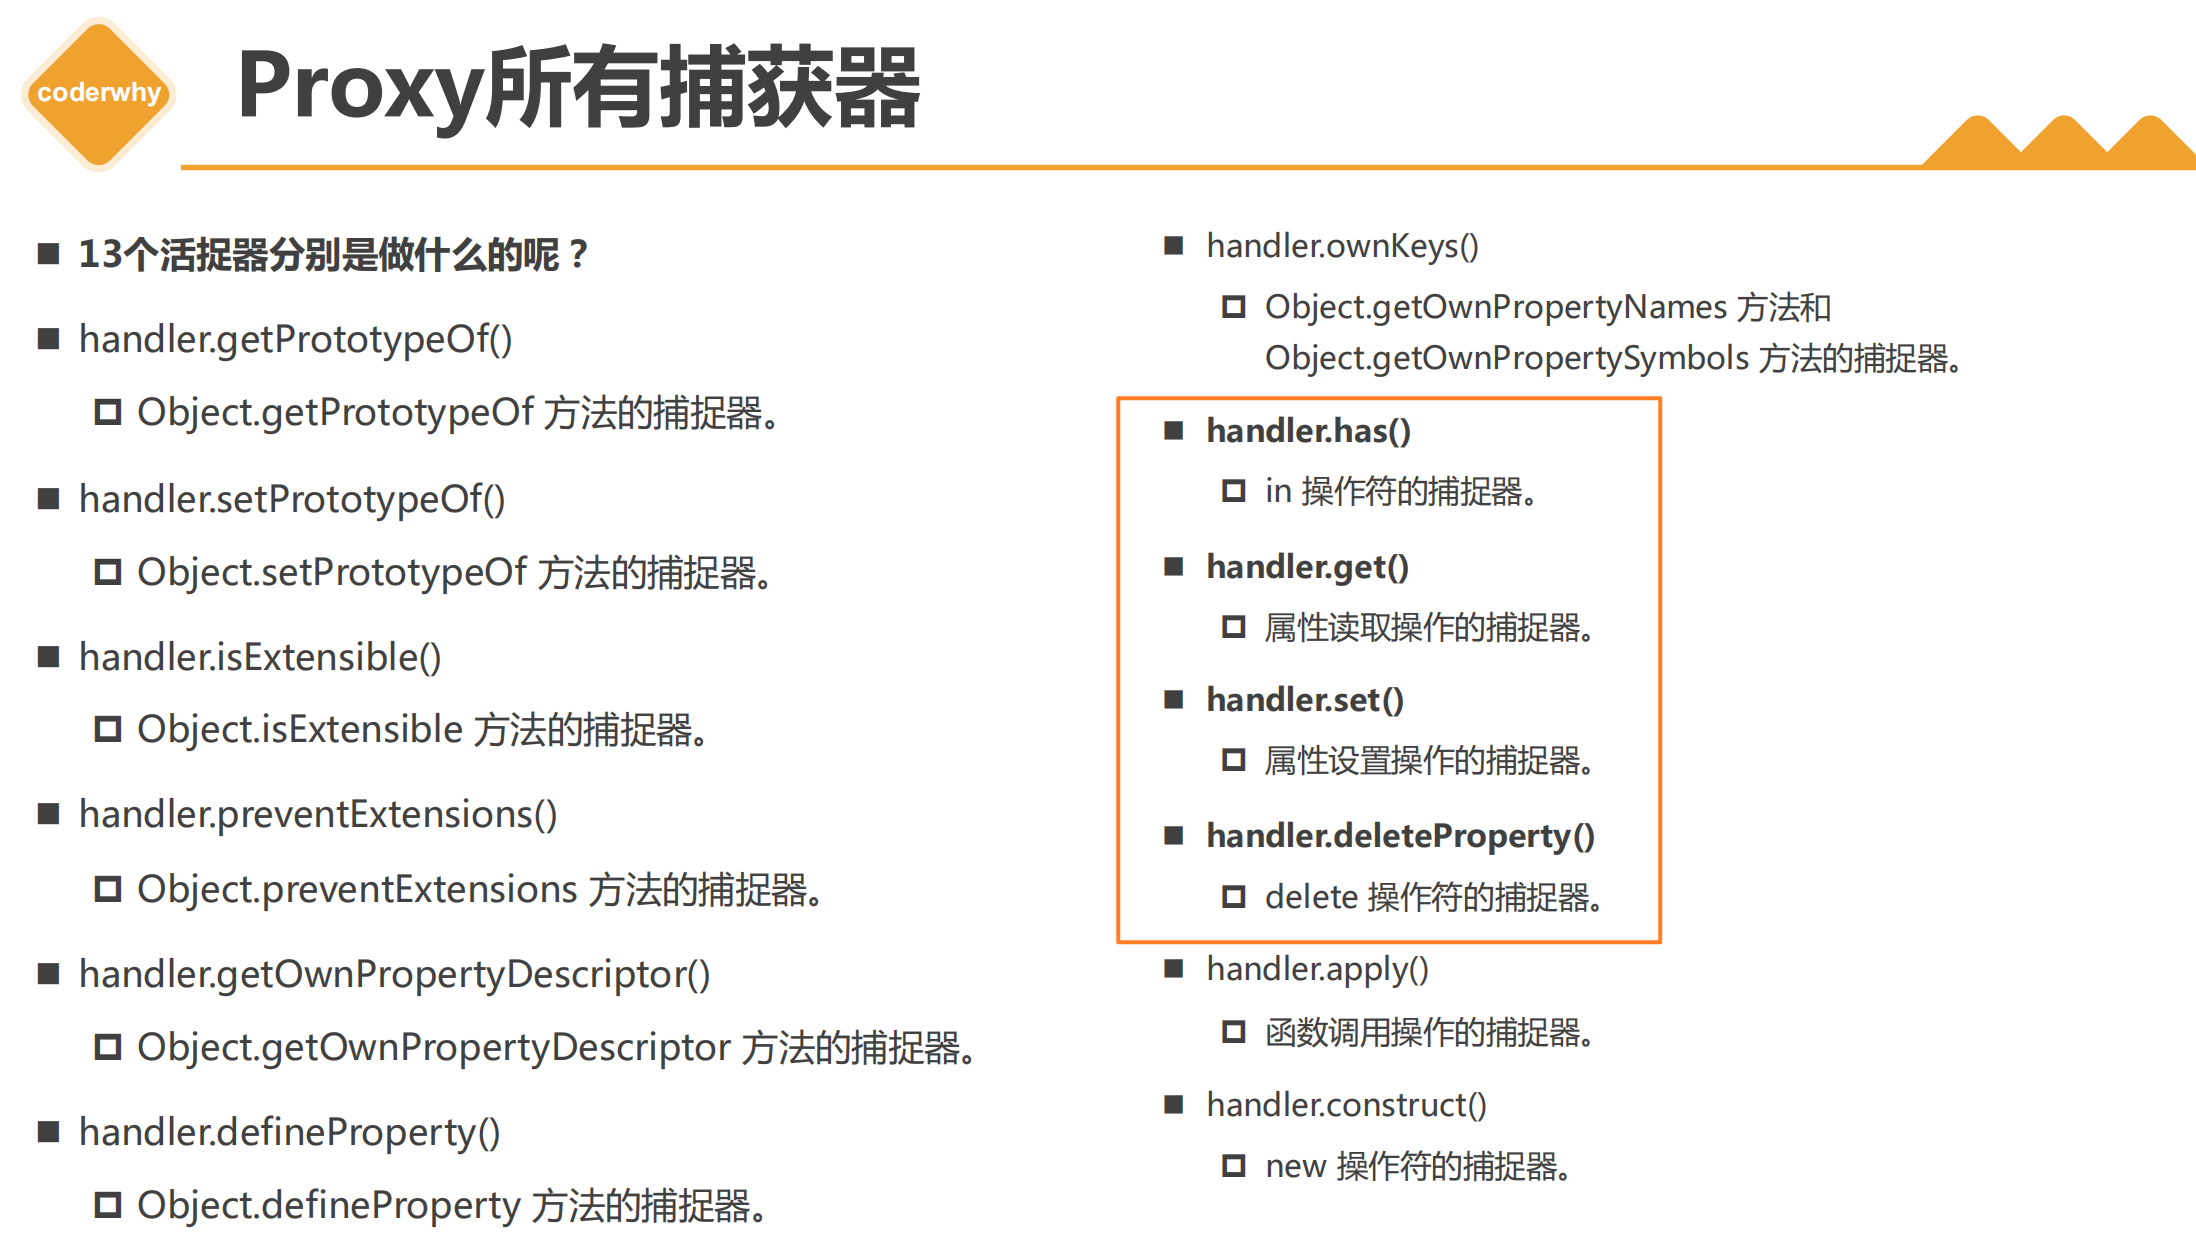 coderwhy
Proxy所有捕获器
13个活捉器分别是做什么的呢？
handler.getPrototypeOf()
Object.getPrototypeOf 方法的捕捉器。
handler.setPrototypeOf()
Object.setPrototypeOf 方法的捕捉器。
handler.isExtensible()
Object.isExtensible 方法的捕捉器。
handler.preventExtensions()
Object.preventExtensions 方法的捕捉器。
handler.getOwnPropertyDescriptor()
Object.getOwnPropertyDescriptor 方法的捕捉器。
handler.defineProperty()
Object.defineProperty 方法的捕捉器。
handler.ownKeys()
Object.getOwnPropertyNames 方法和
Object.getOwnPropertySymbols 方法的捕捉器。
handler.has()
in 操作符的捕捉器。
handler.get()
属性读取操作的捕捉器。
handler.set()
属性设置操作的捕捉器。
handler.deleteProperty()
delete 操作符的捕捉器。
handler.apply()
函数调用操作的捕捉器。
handler.construct()
new 操作符的捕捉器。